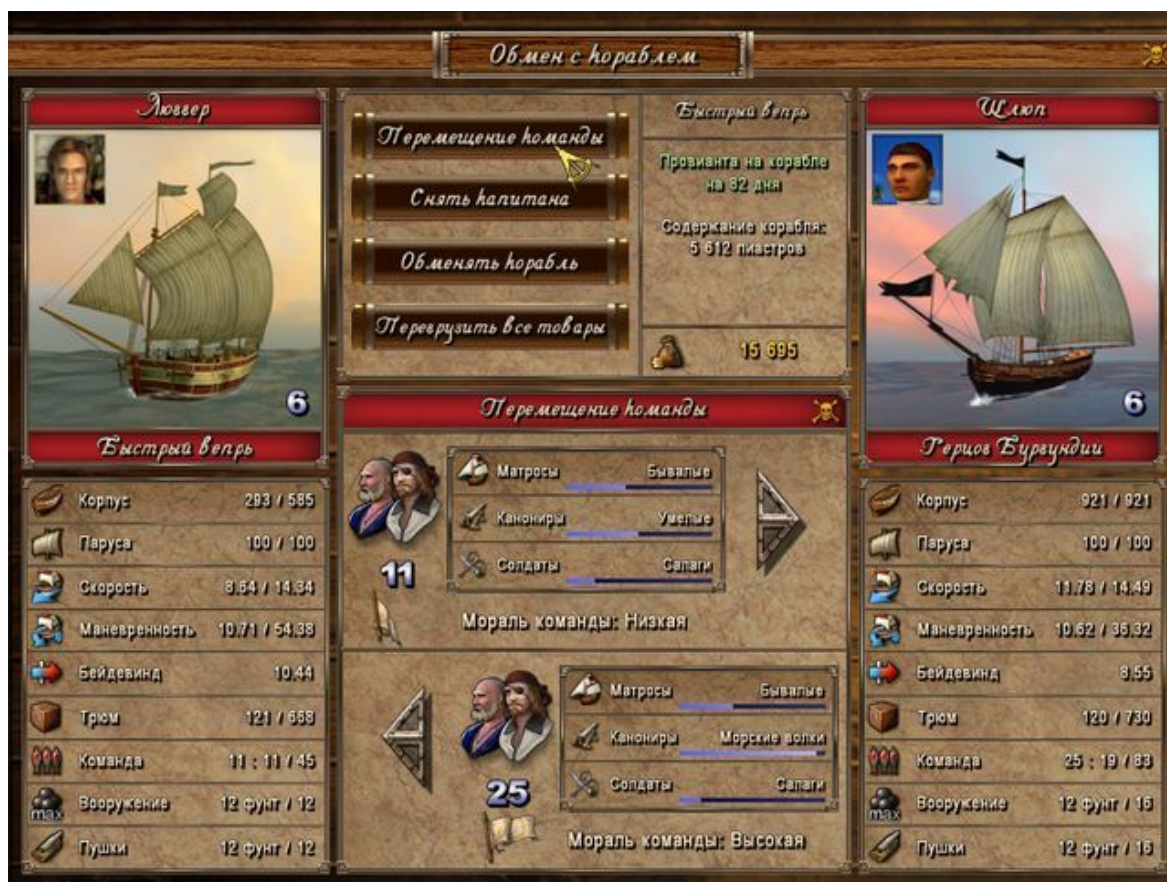 Обмен с кораблем
Люггер
6
Быстрый вепрь
Корпус 293 / 585
Паруса 100 / 100
Скорость 8.64 / 14.34
Маневренность 10.71 / 54.38
Бейдевинд 10.44
Трюм 121 / 668
Команда 11 : 11 / 45
max Вооружение 12 фунт / 12
Пушки 12 фунт / 12
Перемещение команды
Снять капитана
Обменять корабль
Перегрузить все товары
Быстрый вепрь
Провианта на корабле
на 82 дня
Содержание корабля:
5 612 пиастров
15 695
Перемещение команды
Матросы Бывалые
Канониры Умелые
Солдаты Салаги
11
Мораль команды: Низкая
Матросы Бывалые
Канониры Морские волки
Солдаты Салаги
25
Мораль команды: Высокая
Шлюп
6
Герцог Бургундии
Корпус 921 / 921
Паруса 100 / 100
Скорость 11.78 / 14.49
Маневренность 10.62 / 36.32
Бейдевинд 8.55
Трюм 120 / 730
Команда 25 : 19 / 83
max Вооружение 12 фунт / 16
Пушки 12 фунт / 16